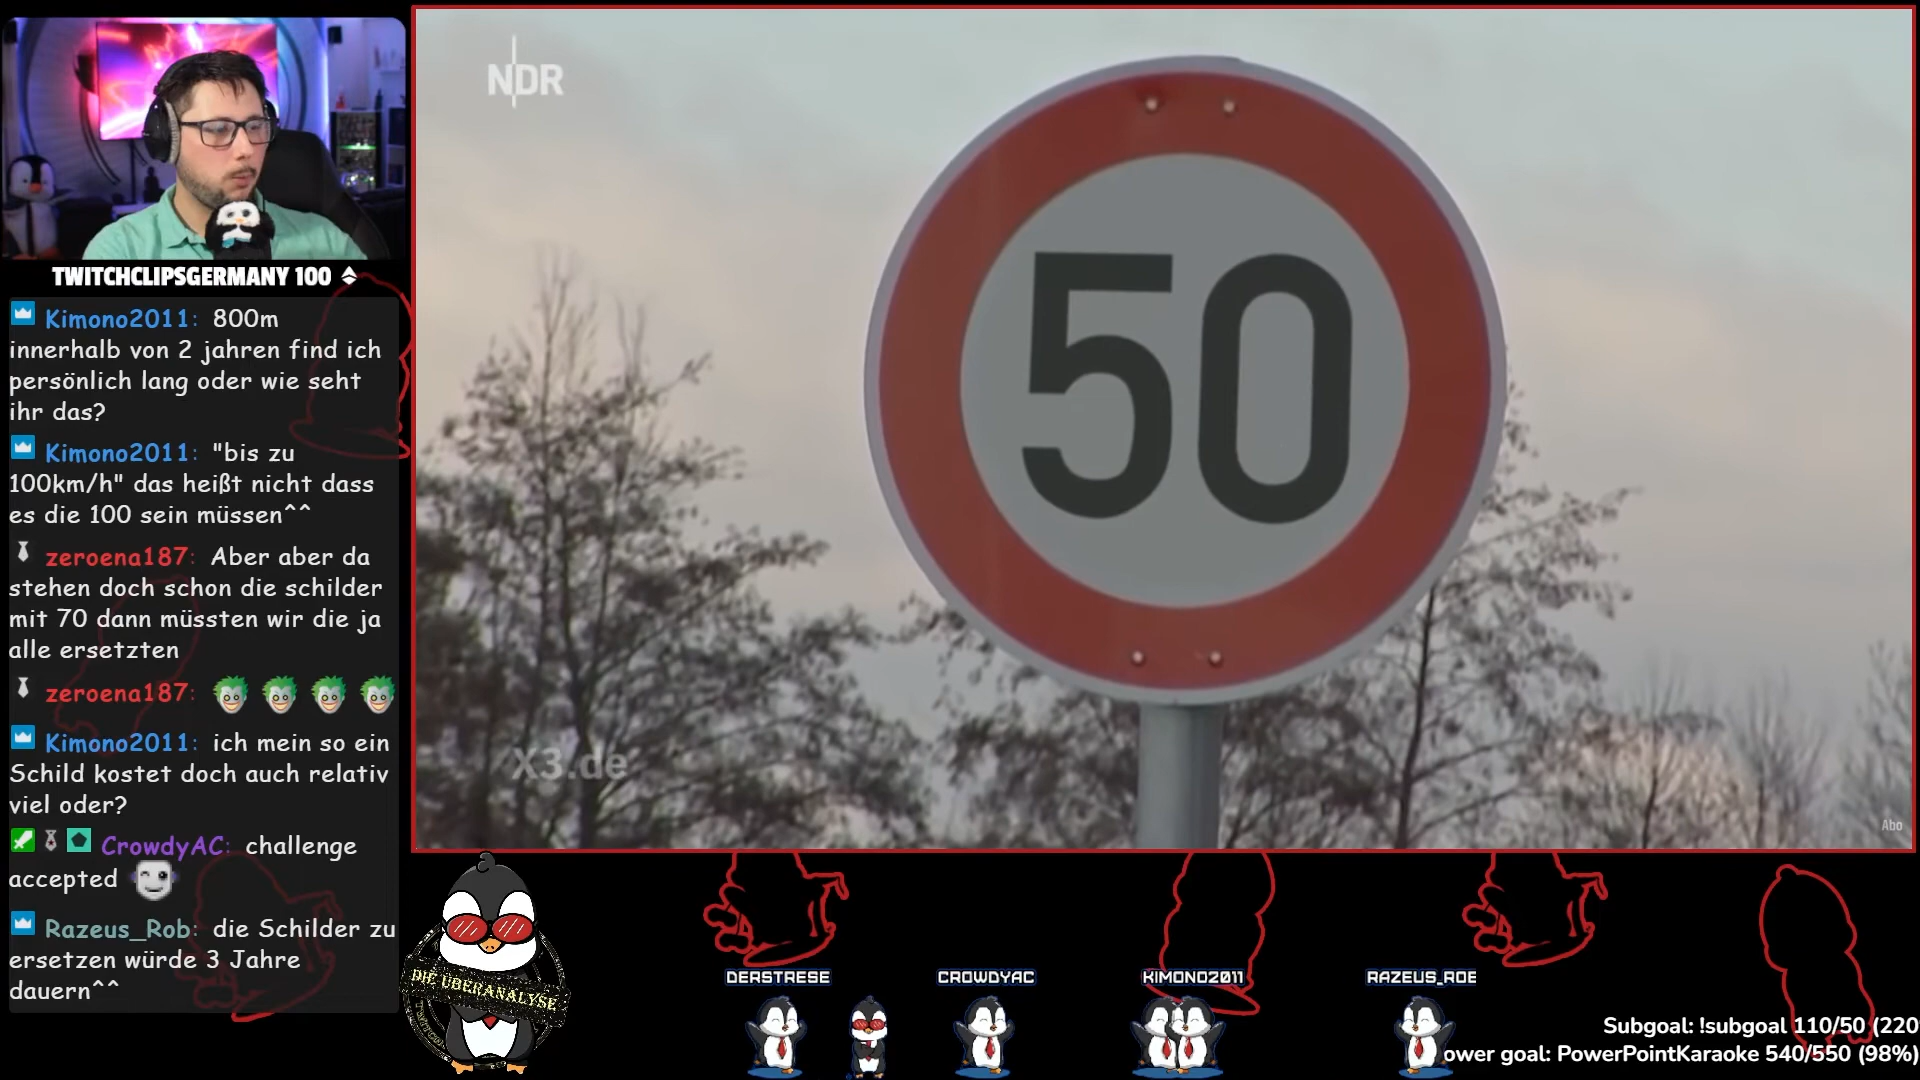 NDR
50
X3.de
Abo
TWITCHCLIPSGERMANY 100
Kimono2011: 800m
innerhalb von 2 jahren find ich
persönlich lang oder wie seht
ihr das?
Kimono2011: "bis zu
100km/h" das heißt nicht dass
es die 100 sein müssen^^
zeroena187: Aber aber da
stehen doch schon die schilder
mit 70 dann müssten wir die ja
alle ersetzten
zeroena187:
Kimono2011: ich mein so ein
Schild kostet doch auch relativ
viel oder?
CrowdyAC: challenge
accepted
Razeus_Rob: die Schilder zu
ersetzen würde 3 Jahre
dauern^^
DIE ÜBERANALYSE
DERSTRESE
CROWDYAC
KIMONO2011
RAZEUS_ROE
Subgoal: !subgoal 110/50 (220
ower goal: PowerPointKaraoke 540/550 (98%)